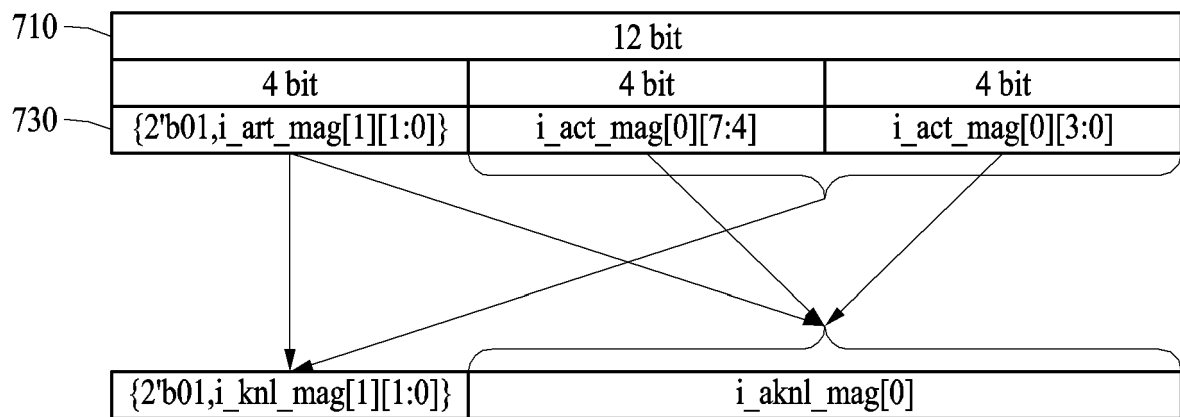 710 12 bit
4 bit 4 bit 4 bit
730 {2'b01,i_art_mag[1][1:0]} i_act_mag[0][7:4] i_act_mag[0][3:0]
{2'b01,i_knl_mag[1][1:0]} i_aknl_mag[0]